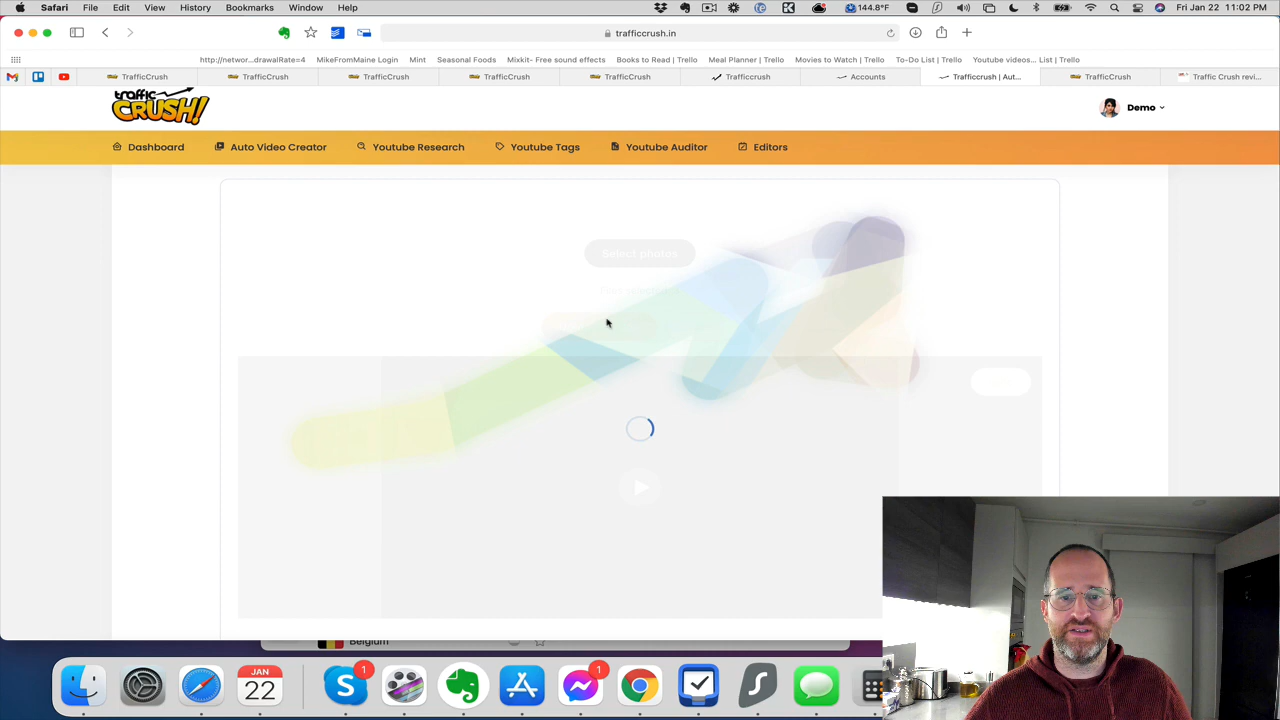 Safari File Edit View History Bookmarks Window Help 144.8°F Fri Jan 22 11:02 PM
trafficcrush.in
http://networ...drawalRate=4 MikeFromMaine Login Mint Seasonal Foods Mixkit- Free sound effects Books to Read | Trello Meal Planner | Trello Movies to Watch | Trello To-Do List | Trello Youtube videos... List | Trello
TrafficCrush TrafficCrush TrafficCrush TrafficCrush TrafficCrush Trafficcrush Accounts Trafficcrush | Aut... TrafficCrush Traffic Crush revi...
traffic
CRUSH!
Demo
Dashboard Auto Video Creator Youtube Research Youtube Tags Youtube Auditor Editors
Select photos
Belgium
JAN
22
1
1